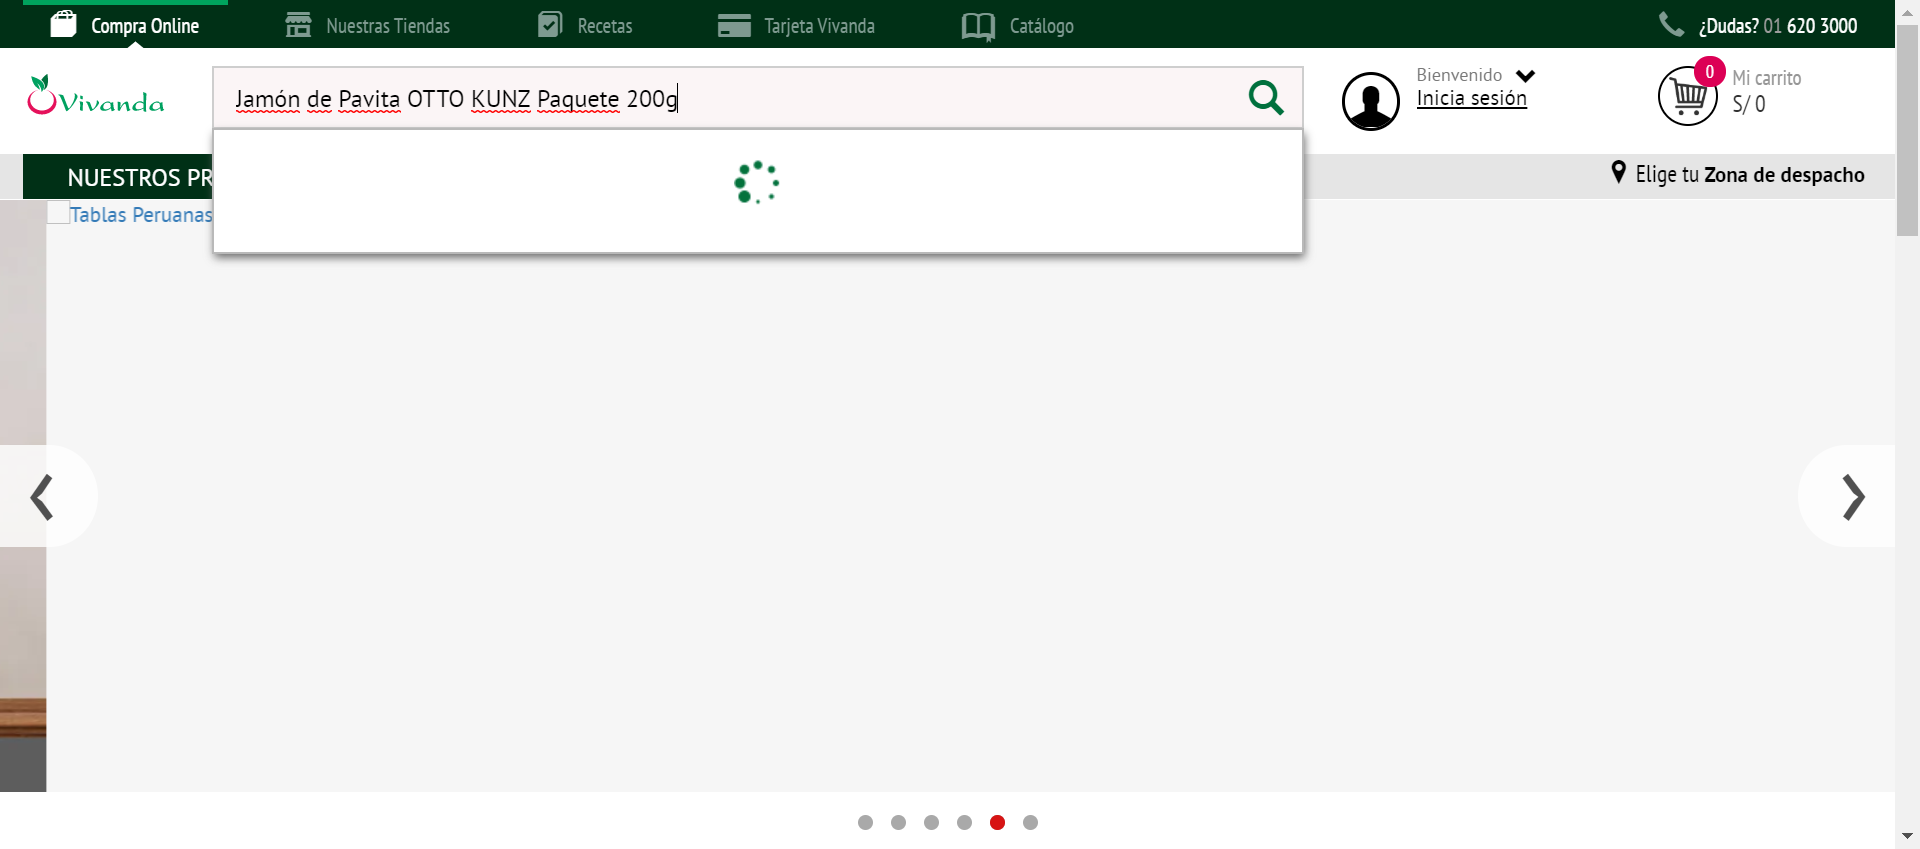 Compra Online
Nuestras Tiendas
Recetas
Tarjeta Vivanda
Catálogo
¿Dudas? 01 620 3000
Vivanda
Jamón de Pavita OTTO KUNZ Paquete 200g
Bienvenido
Inicia sesión
0
Mi carrito
S/ 0
NUESTROS PR
Elige tu Zona de despacho
Tablas Peruanas